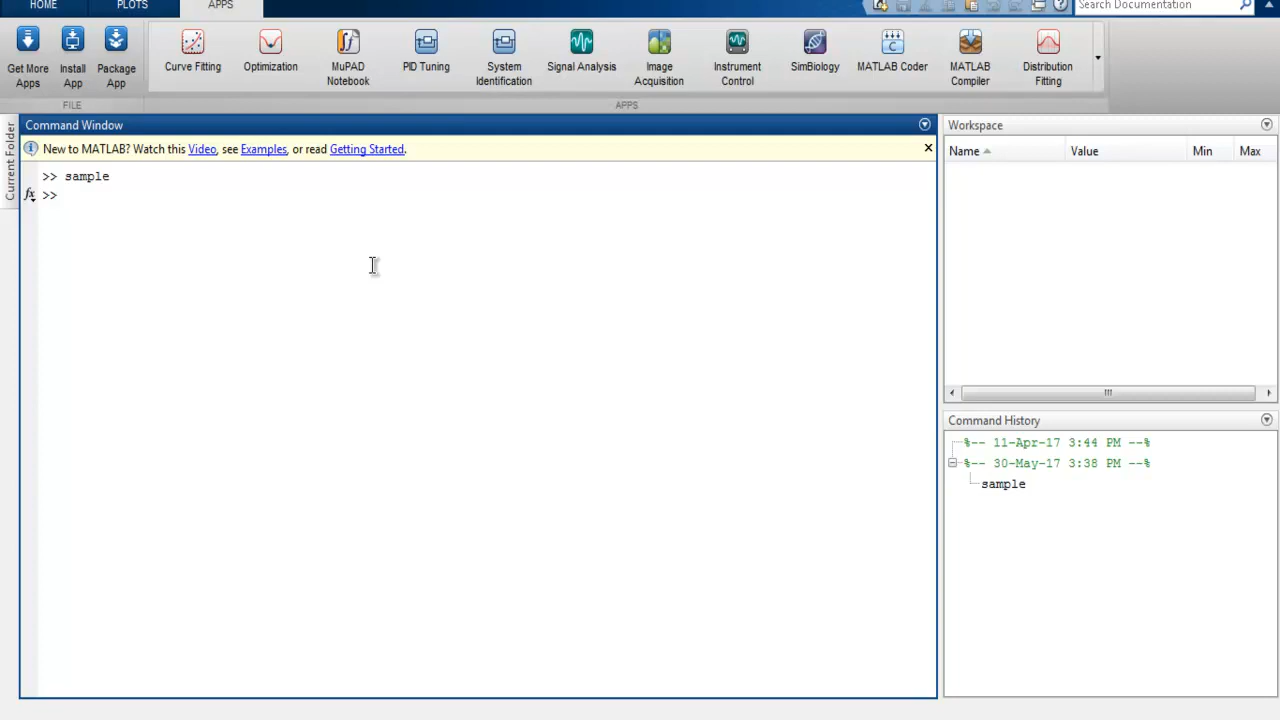 HOME PLOTS APPS
Search Documentation
Get More Apps
Install App
Package App
Curve Fitting
Optimization
MuPAD Notebook
PID Tuning
System Identification
Signal Analysis
Image Acquisition
Instrument Control
SimBiology
MATLAB Coder
MATLAB Compiler
Distribution Fitting
FILE
APPS
Current Folder
Command Window
New to MATLAB? Watch this Video, see Examples, or read Getting Started.
>> sample
fx >>
Workspace
Name Value Min Max
Command History
%-- 11-Apr-17 3:44 PM --%
%-- 30-May-17 3:38 PM --%
sample